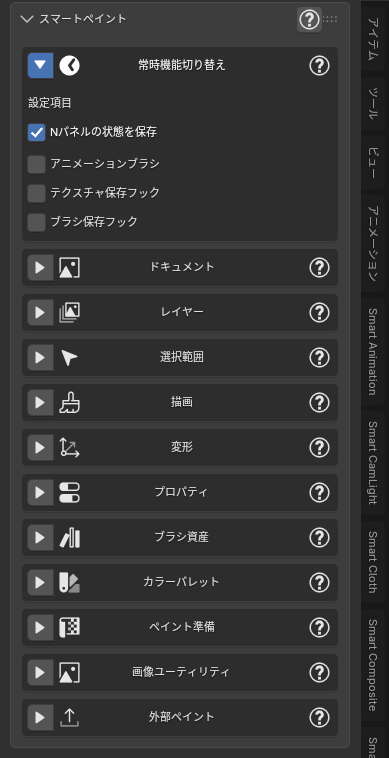 スマートペイント
常時機能切り替え
設定項目
Nパネルの状態を保存
アニメーションブラシ
テクスチャ保存フック
ブラシ保存フック
ドキュメント
レイヤー
選択範囲
描画
変形
プロパティ
ブラシ資産
カラーパレット
ペイント準備
画像ユーティリティ
外部ペイント
アイテム
ツール
ビュー
アニメーション
Smart Animation
Smart CamLight
Smart Cloth
Smart Composite